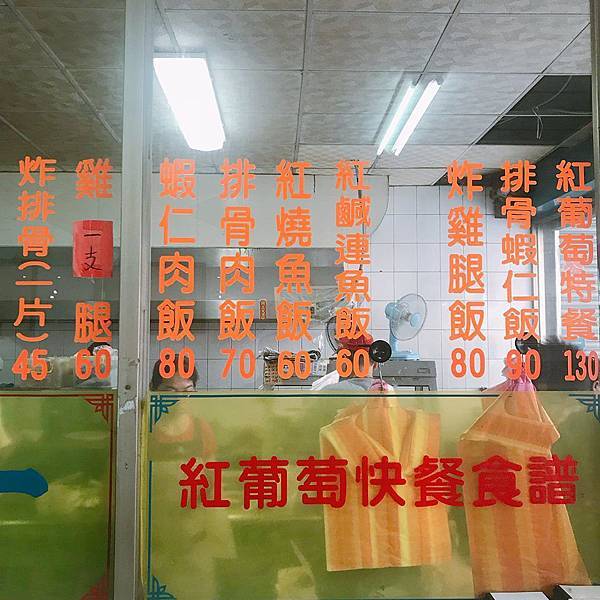 紅葡萄特餐130
排骨蝦仁飯90
炸雞腿飯80
紅鹹連魚飯60
紅燒魚飯60
排骨肉飯70
蝦仁肉飯80
雞腿60
一支
炸排骨(一片)45
紅葡萄快餐食譜